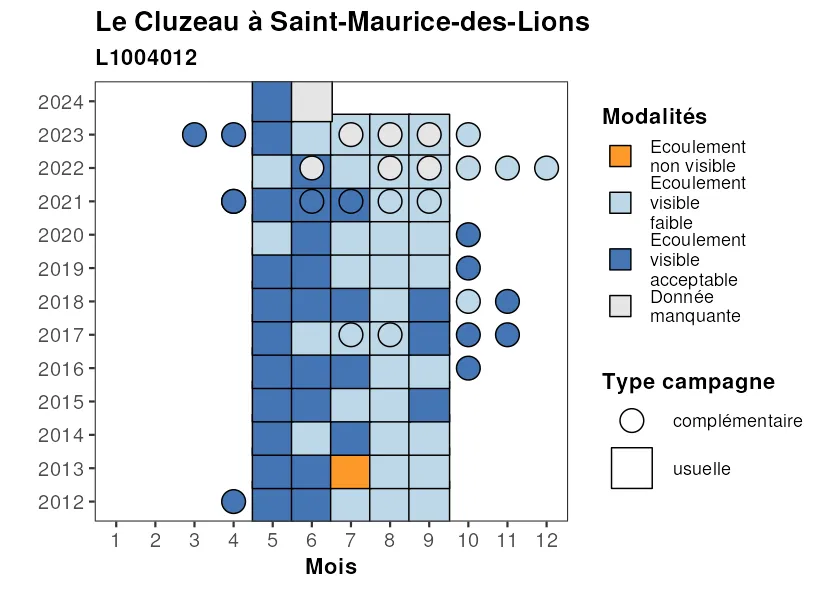 Le Cluzeau à Saint-Maurice-des-Lions
L1004012
2024
2023
2022
2021
2020
2019
2018
2017
2016
2015
2014
2013
2012
1 2 3 4 5 6 7 8 9 10 11 12
Mois
Modalités
Ecoulement
non visible
Ecoulement
visible
faible
Ecoulement
visible
acceptable
Donnée
manquante
Type campagne
complémentaire
usuelle